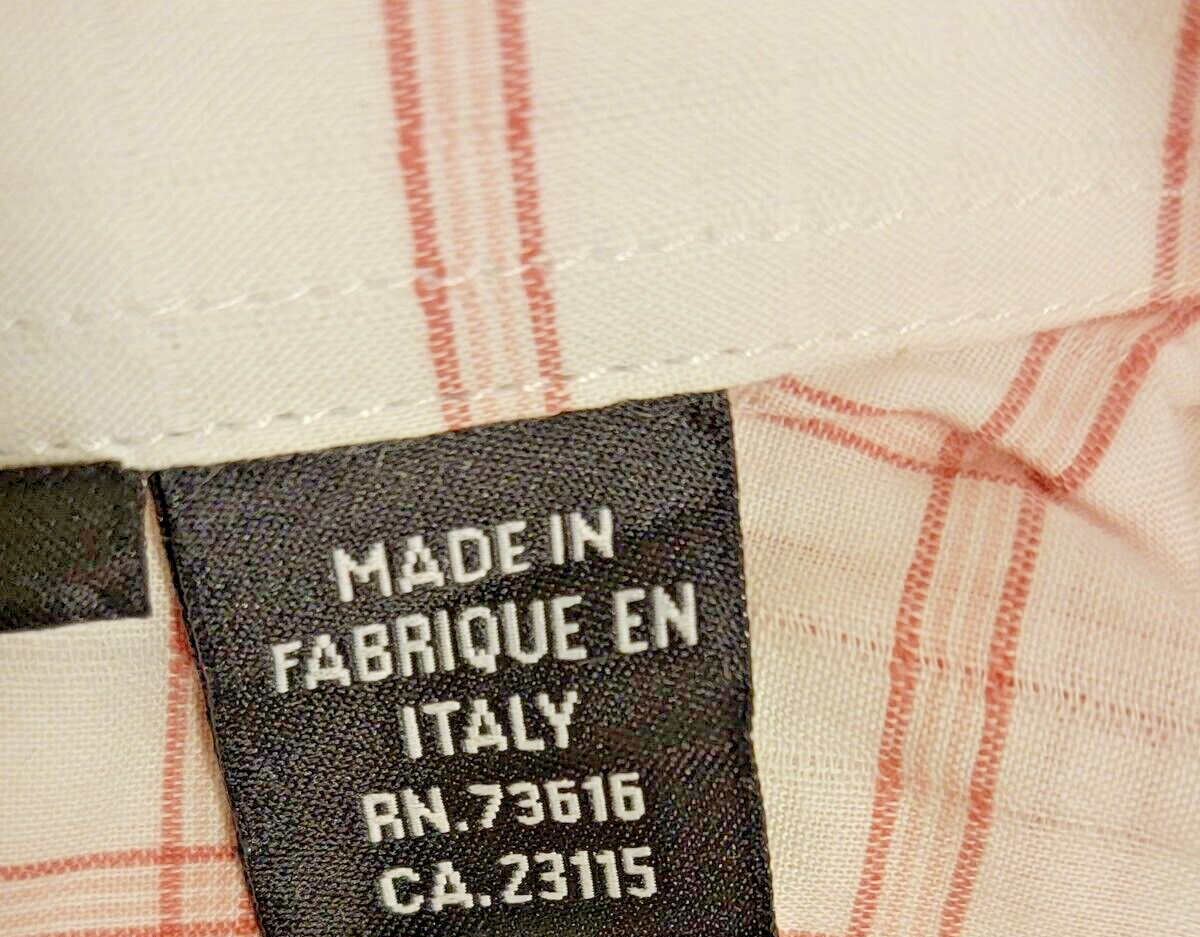 MADE IN
FABRIQUE EN
ITALY
RN.73616
CA.23115